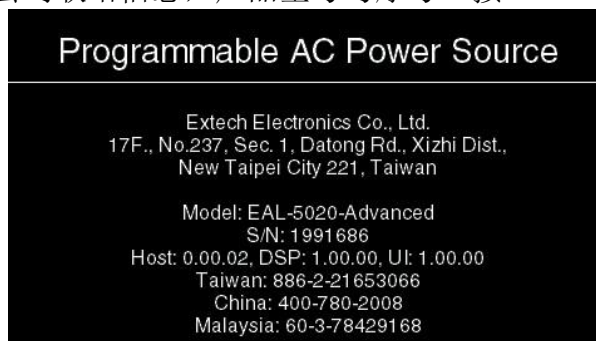 Programmable AC Power Source
Extech Electronics Co., Ltd.
17F., No.237, Sec. 1, Datong Rd., Xizhi Dist.,
New Taipei City 221, Taiwan
Model: EAL-5020-Advanced
S/N: 1991686
Host: 0.00.02, DSP: 1.00.00, UI: 1.00.00
Taiwan: 886-2-21653066
China: 400-780-2008
Malaysia: 60-3-78429168